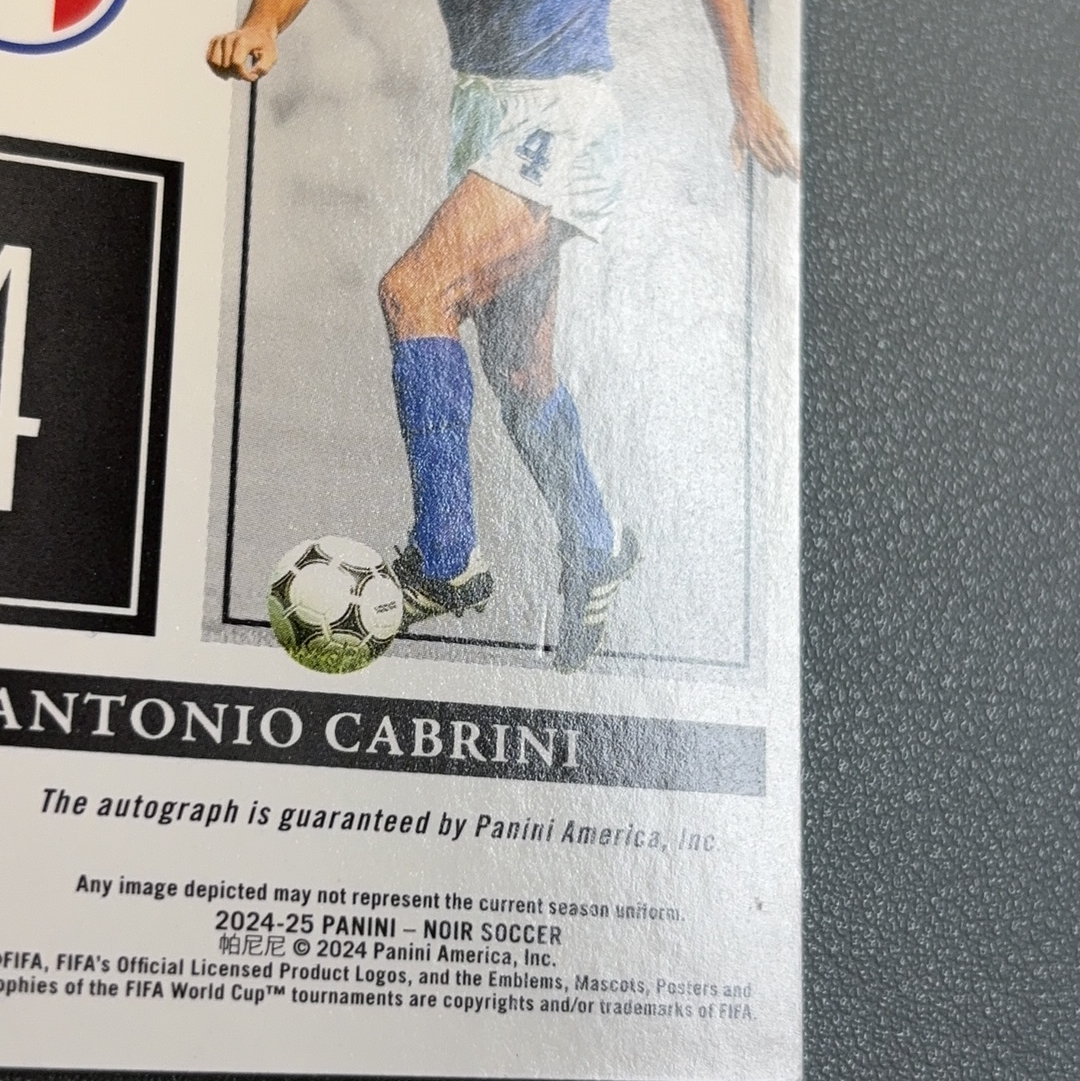 4
4
ANTONIO CABRINI
The autograph is guaranteed by Panini America, Inc.
Any image depicted may not represent the current season uniform.
2024-25 PANINI – NOIR SOCCER
帕尼尼 © 2024 Panini America, Inc.
FIFA, FIFA's Official Licensed Product Logos, and the Emblems, Mascots, Posters and
ophies of the FIFA World Cup™ tournaments are copyrights and/or trademarks of FIFA.